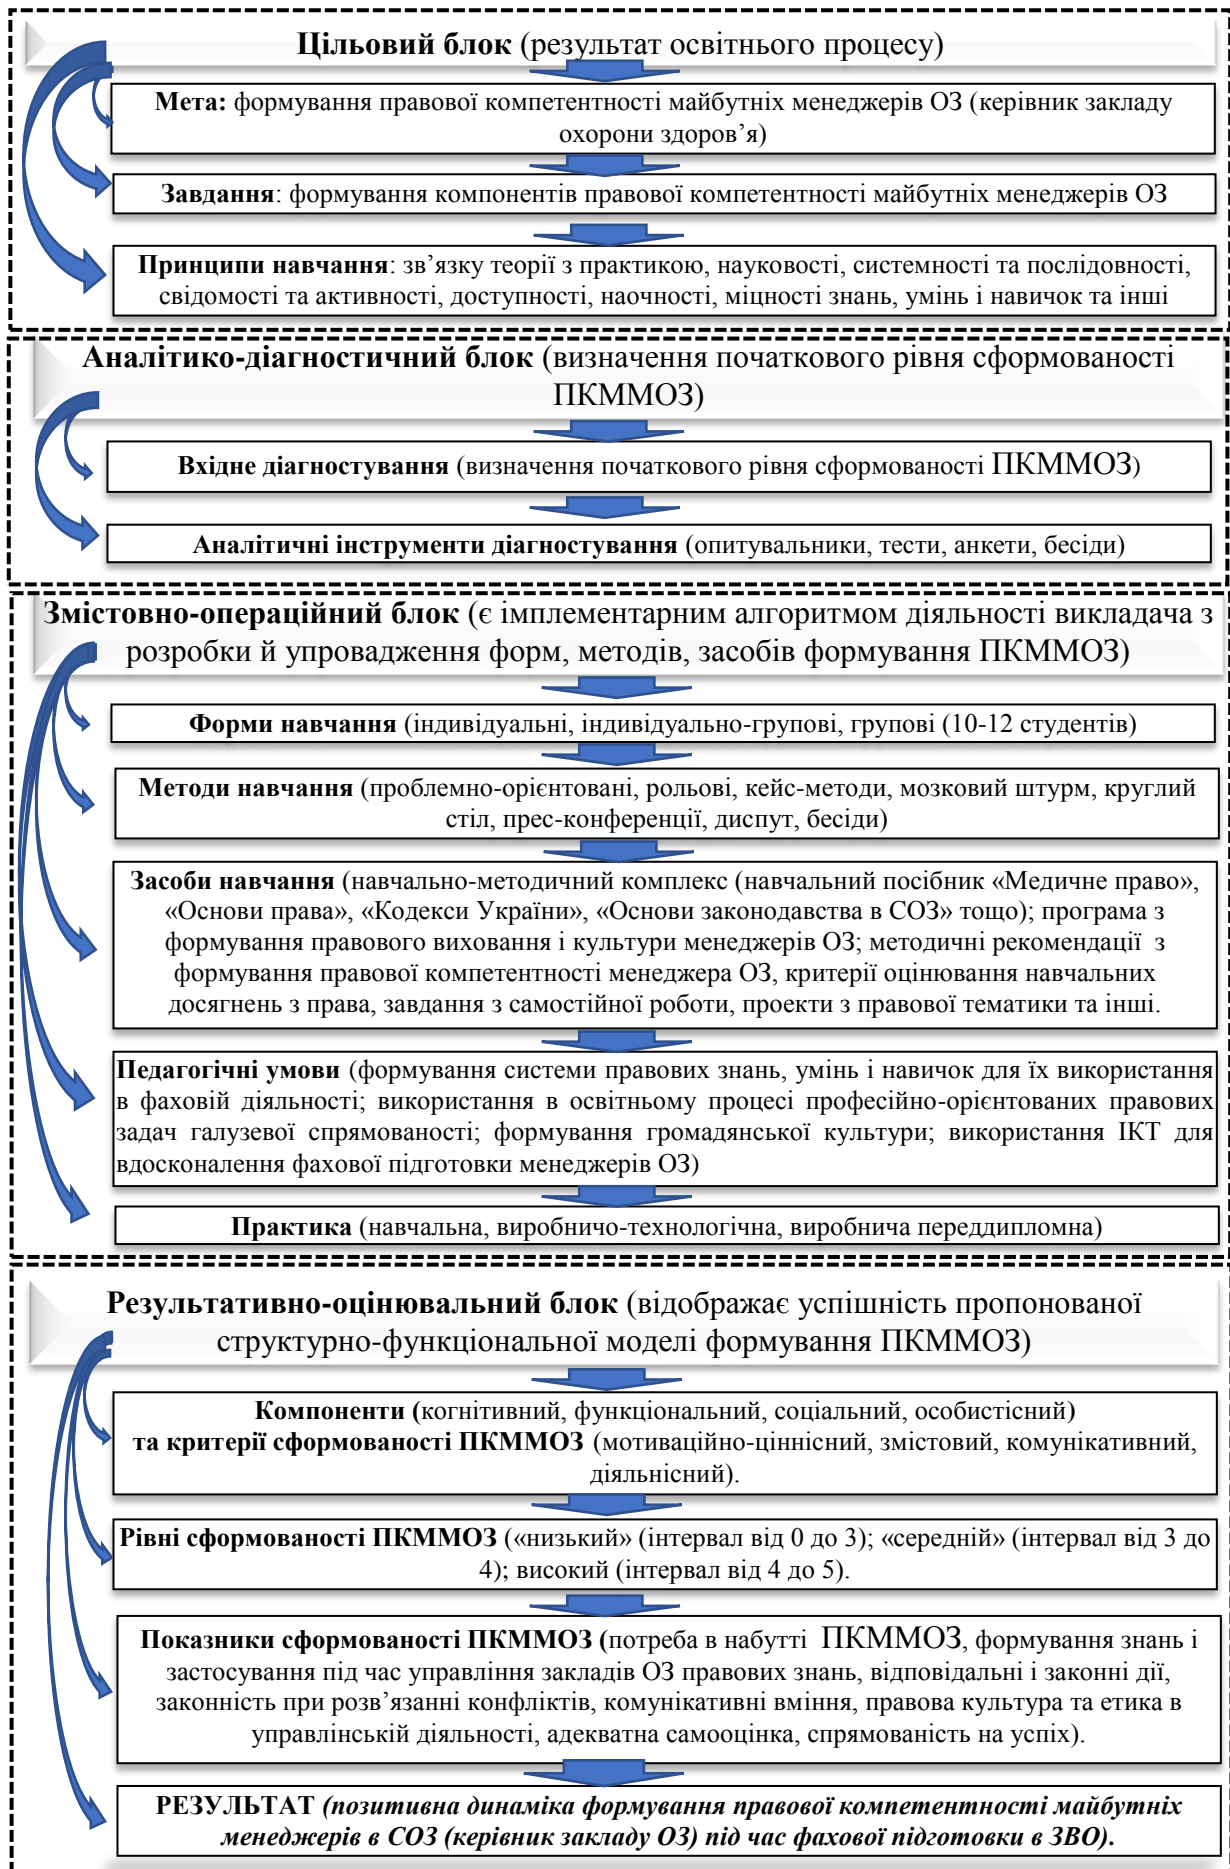 Цільовий блок (результат освітнього процесу)
Мета: формування правової компетентності майбутніх менеджерів ОЗ (керівник закладу
охорони здоров’я)
Завдання: формування компонентів правової компетентності майбутніх менеджерів ОЗ
Принципи навчання: зв’язку теорії з практикою, науковості, системності та послідовності,
свідомості та активності, доступності, наочності, міцності знань, умінь і навичок та інші
Аналітико-діагностичний блок (визначення початкового рівня сформованості
ПКММОЗ)
Вхідне діагностування (визначення початкового рівня сформованості ПКММОЗ)
Аналітичні інструменти діагностування (опитувальники, тести, анкети, бесіди)
Змістовно-операційний блок (є імплементарним алгоритмом діяльності викладача з
розробки й упровадження форм, методів, засобів формування ПКММОЗ)
Форми навчання (індивідуальні, індивідуально-групові, групові (10-12 студентів)
Методи навчання (проблемно-орієнтовані, рольові, кейс-методи, мозковий штурм, круглий
стіл, прес-конференції, диспут, бесіди)
Засоби навчання (навчально-методичний комплекс (навчальний посібник «Медичне право»,
«Основи права», «Кодекси України», «Основи законодавства в СОЗ» тощо); програма з
формування правового виховання і культури менеджерів ОЗ; методичні рекомендації з
формування правової компетентності менеджера ОЗ, критерії оцінювання навчальних
досягнень з права, завдання з самостійної роботи, проекти з правової тематики та інші.
Педагогічні умови (формування системи правових знань, умінь і навичок для їх використання
в фаховій діяльності; використання в освітньому процесі професійно-орієнтованих правових
задач галузевої спрямованості; формування громадянської культури; використання ІКТ для
вдосконалення фахової підготовки менеджерів ОЗ)
Практика (навчальна, виробничо-технологічна, виробнича переддипломна)
Результативно-оцінювальний блок (відображає успішність пропонованої
структурно-функціональної моделі формування ПКММОЗ)
Компоненти (когнітивний, функціональний, соціальний, особистісний)
та критерії сформованості ПКММОЗ (мотиваційно-ціннісний, змістовий, комунікативний,
діяльнісний).
Рівні сформованості ПКММОЗ («низький» (інтервал від 0 до 3); «середній» (інтервал від 3 до
4); високий (інтервал від 4 до 5).
Показники сформованості ПКММОЗ (потреба в набутті ПКММОЗ, формування знань і
застосування під час управління закладів ОЗ правових знань, відповідальні і законні дії,
законність при розв’язанні конфліктів, комунікативні вміння, правова культура та етика в
управлінській діяльності, адекватна самооцінка, спрямованість на успіх).
РЕЗУЛЬТАТ (позитивна динаміка формування правової компетентності майбутніх
менеджерів в СОЗ (керівник закладу ОЗ) під час фахової підготовки в ЗВО).